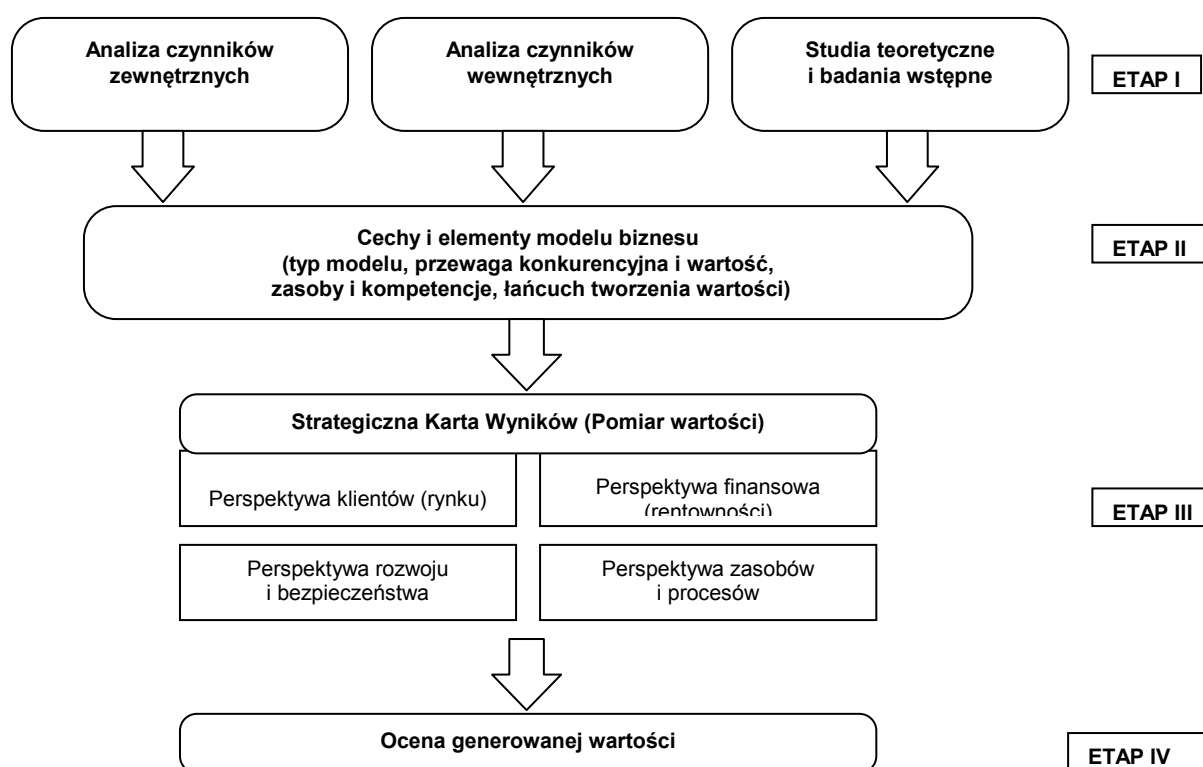 Analiza czynników
zewnętrznych
Analiza czynników
wewnętrznych
Studia teoretyczne
i badania wstępne
ETAP I
Cechy i elementy modelu biznesu
(typ modelu, przewaga konkurencyjna i wartość,
zasoby i kompetencje, łańcuch tworzenia wartości)
ETAP II
Strategiczna Karta Wyników (Pomiar wartości)
Perspektywa klientów (rynku)
Perspektywa finansowa
(rentowności)
ETAP III
Perspektywa rozwoju
i bezpieczeństwa
Perspektywa zasobów
i procesów
Ocena generowanej wartości
ETAP IV